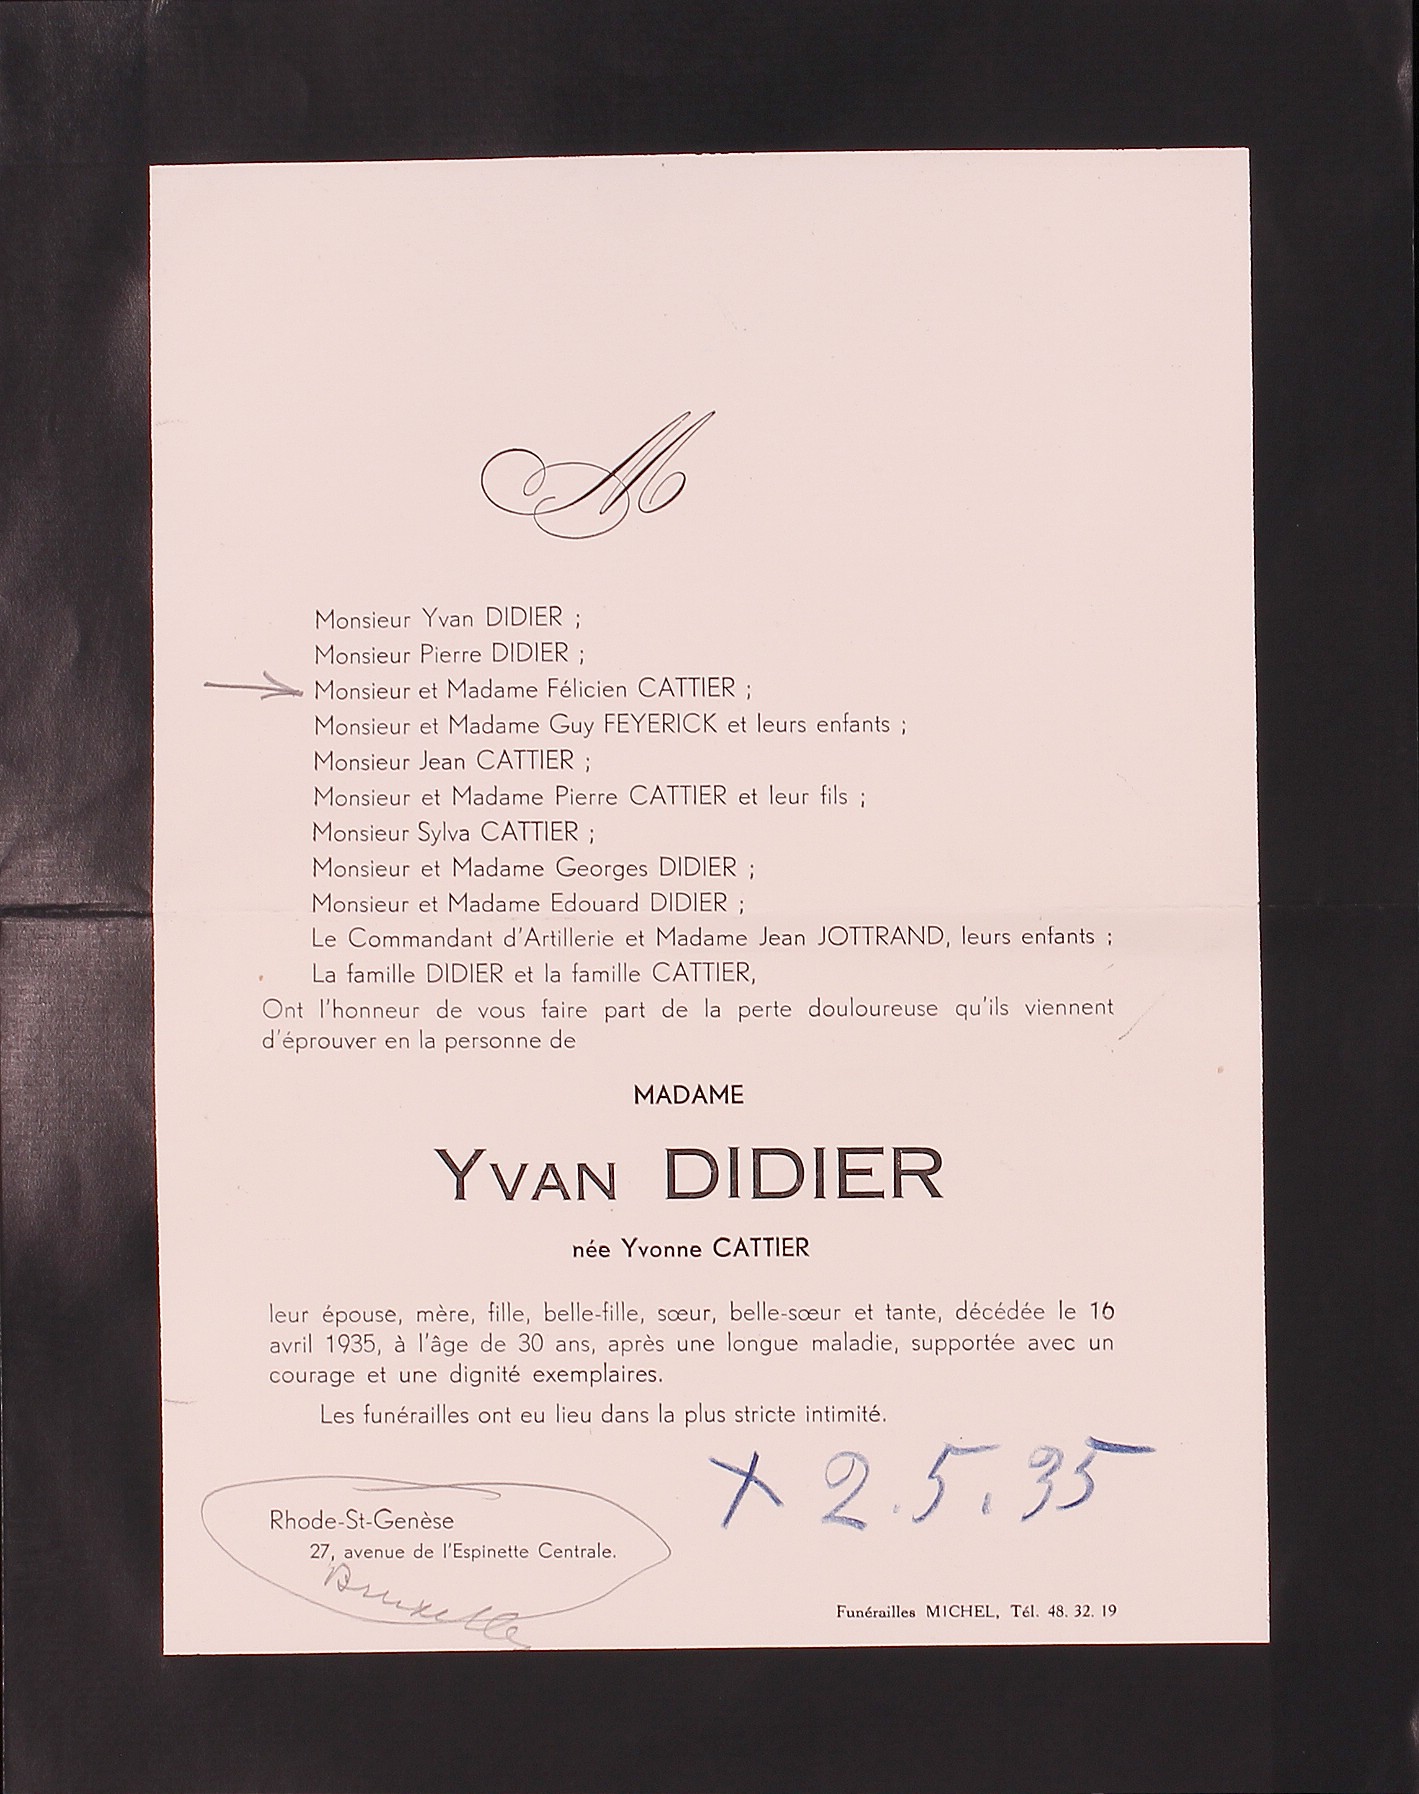 M
Monsieur Yvan DIDIER ;
Monsieur Pierre DIDIER ;
Monsieur et Madame Félicien CATTIER ;
Monsieur et Madame Guy FEYERICK et leurs enfants ;
Monsieur Jean CATTIER ;
Monsieur et Madame Pierre CATTIER et leur fils ;
Monsieur Sylva CATTIER ;
Monsieur et Madame Georges DIDIER ;
Monsieur et Madame Edouard DIDIER ;
Le Commandant d'Artillerie et Madame Jean JOTTRAND, leurs enfants ;
La famille DIDIER et la famille CATTIER,
Ont l'honneur de vous faire part de la perte douloureuse qu'ils viennent
d'éprouver en la personne de
MADAME
YVAN DIDIER
née Yvonne CATTIER
leur épouse, mère, fille, belle-fille, sœur, belle-sœur et tante, décédée le 16
avril 1935, à l'âge de 30 ans, après une longue maladie, supportée avec un
courage et une dignité exemplaires.
Les funérailles ont eu lieu dans la plus stricte intimité.
x 2.5.35
Rhode-St-Genèse
27, avenue de l'Espinette Centrale.
Bruxelles
Funérailles MICHEL, Tél. 48. 32. 19